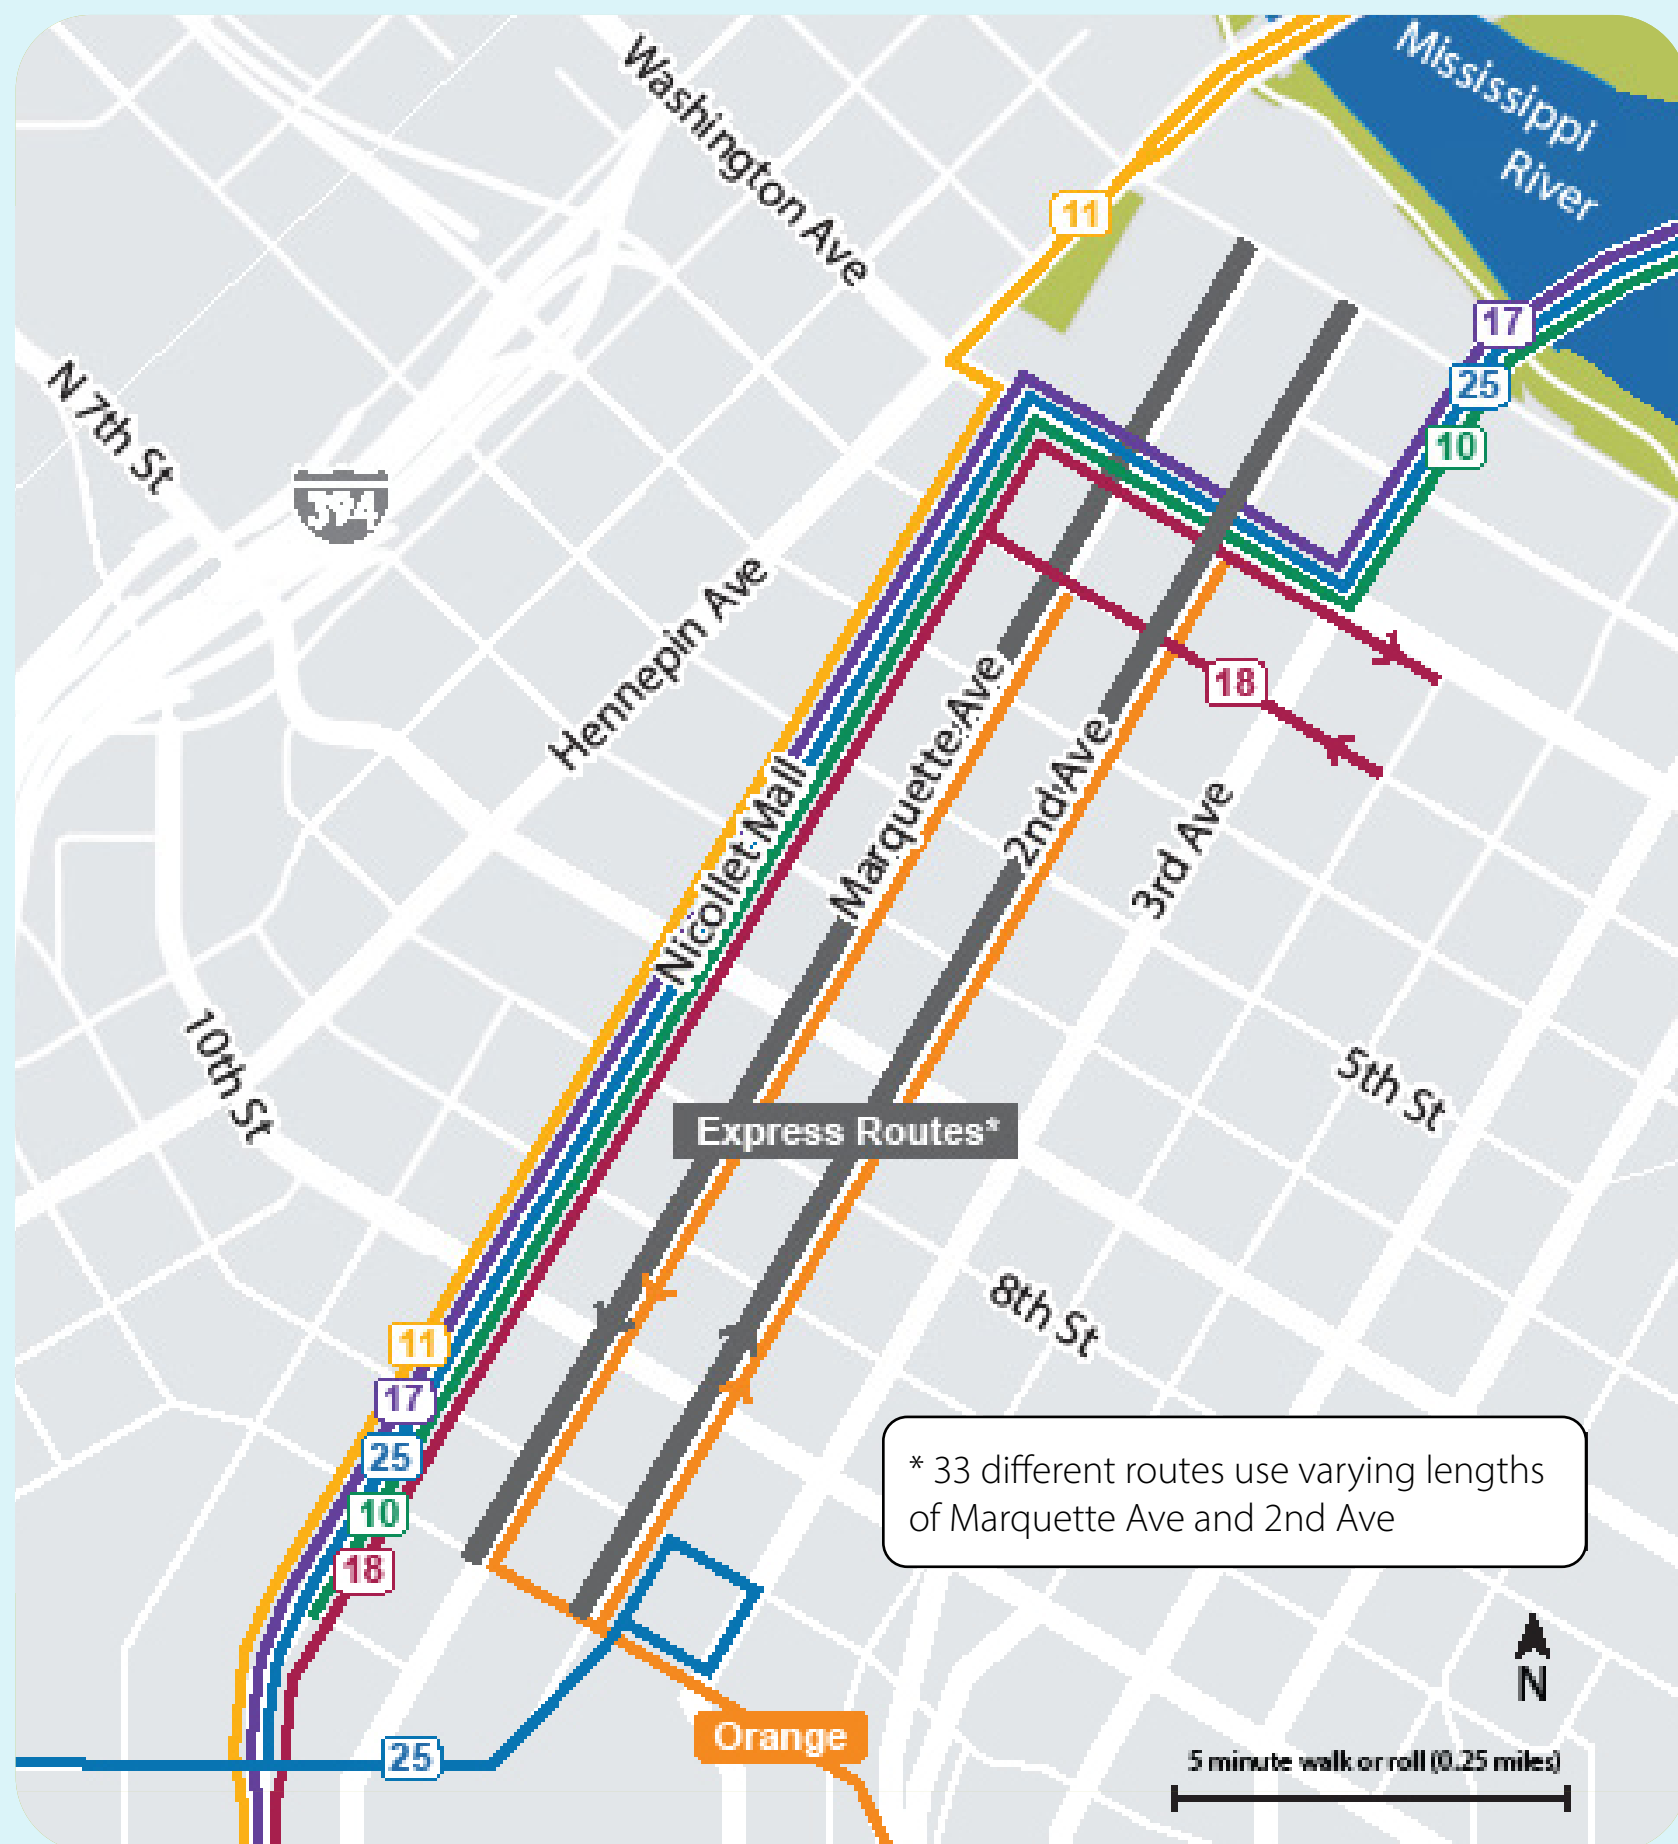 Mississippi
River
Washington Ave
11
17
25
10
N 7th St
394
Hennepin Ave
18
Marquette Ave
2nd Ave
Nicollet Mall
3rd Ave
10th St
5th St
Express Routes*
8th St
11
17
25
10
18
* 33 different routes use varying lengths
of Marquette Ave and 2nd Ave
N
Orange
25
5 minute walk or roll (0.25 miles)